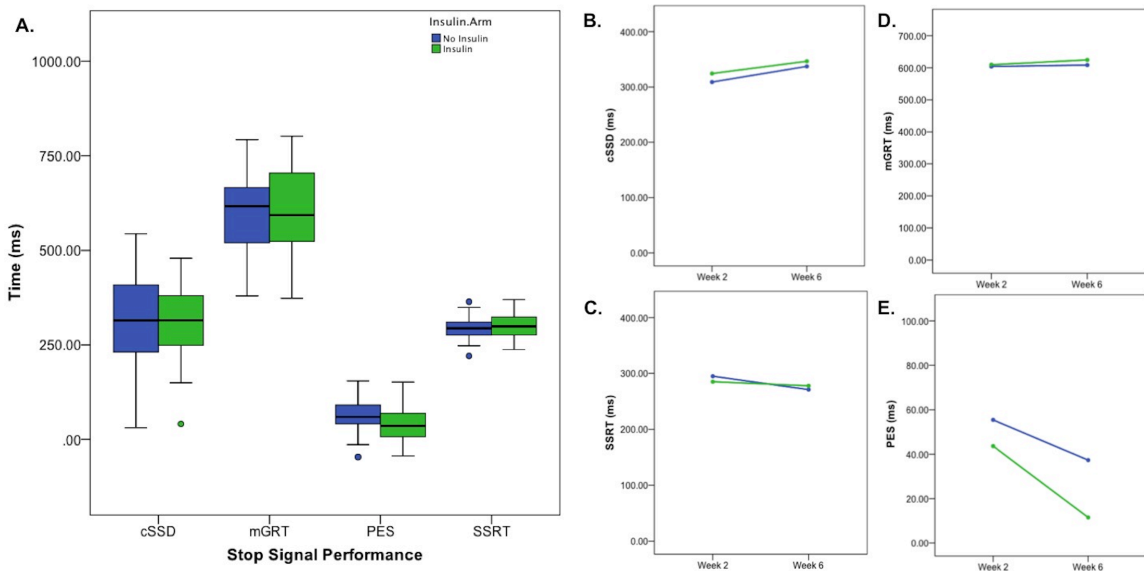 A.
Insulin.Arm
No Insulin
Insulin
1000.00
750.00
500.00
250.00
.00
Time (ms)
cSSD mGRT PES SSRT
Stop Signal Performance
B.
400.00
300.00
200.00
100.00
0.00
cSSD (ms)
Week 2 Week 6
D.
700.00
600.00
500.00
400.00
300.00
200.00
100.00
0.00
mGRT (ms)
Week 2 Week 6
C.
400.00
300.00
200.00
100.00
0.00
SSRT (ms)
Week 2 Week 6
E.
100.00
80.00
60.00
40.00
20.00
0.00
PES (ms)
Week 2 Week 6